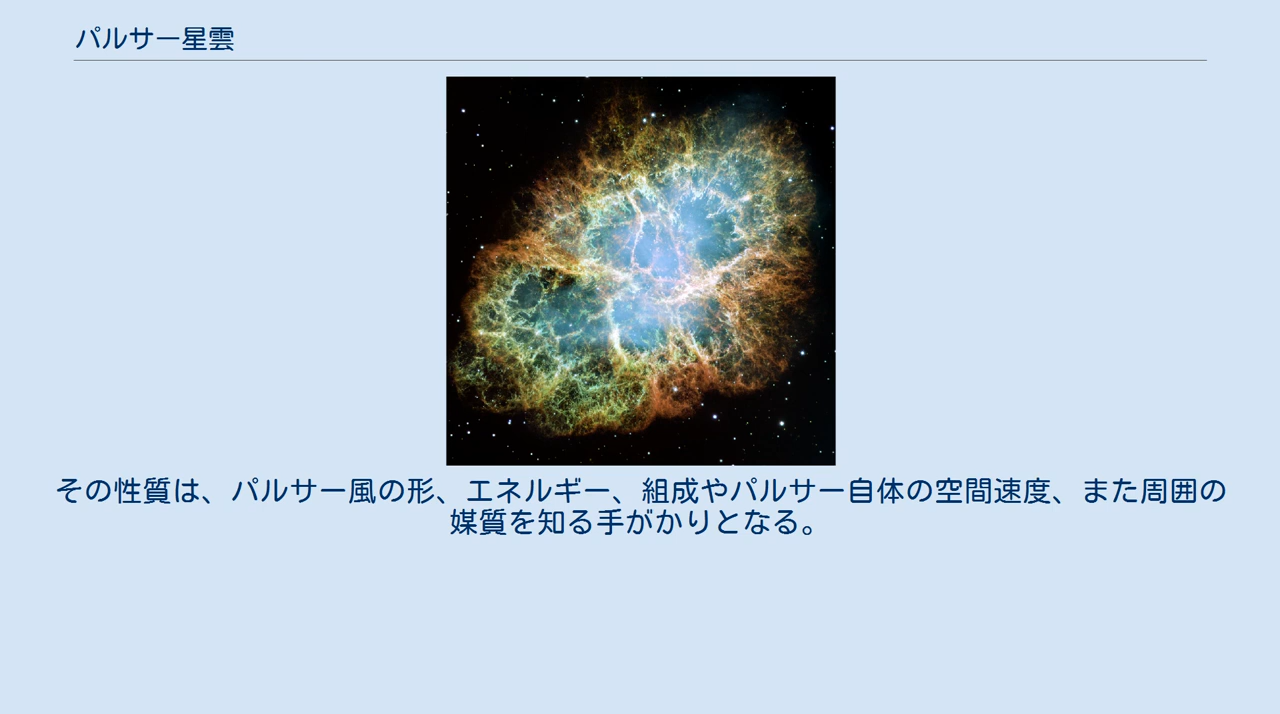 パルサー星雲
その性質は、パルサー風の形、エネルギー、組成やパルサー自体の空間速度、また周囲の
媒質を知る手がかりとなる。